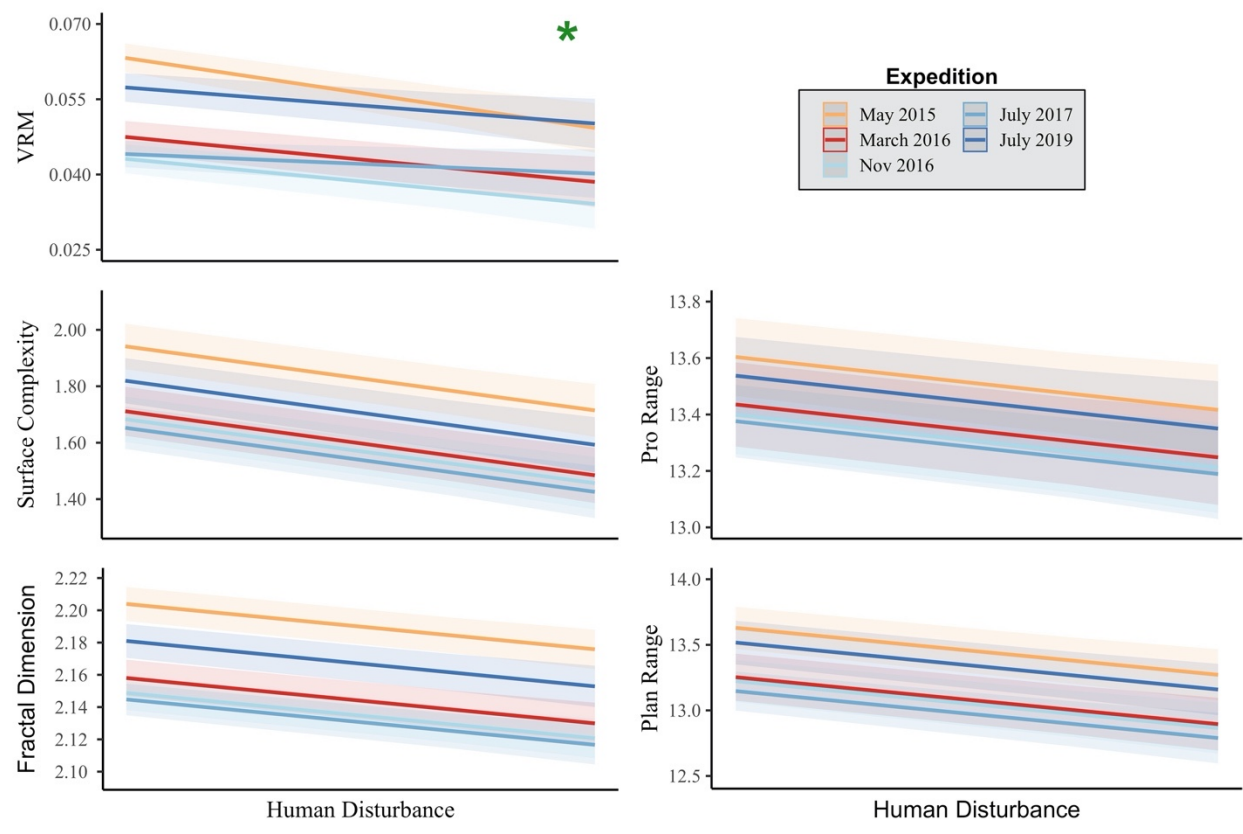 0.070
0.055
0.040
0.025
VRM
*
Expedition
May 2015
July 2017
March 2016
July 2019
Nov 2016
2.00
1.80
1.60
1.40
Surface Complexity
13.8
13.6
13.4
13.2
13.0
Pro Range
2.22
2.20
2.18
2.16
2.14
2.12
2.10
Fractal Dimension
Human Disturbance
14.0
13.5
13.0
12.5
Plan Range
Human Disturbance